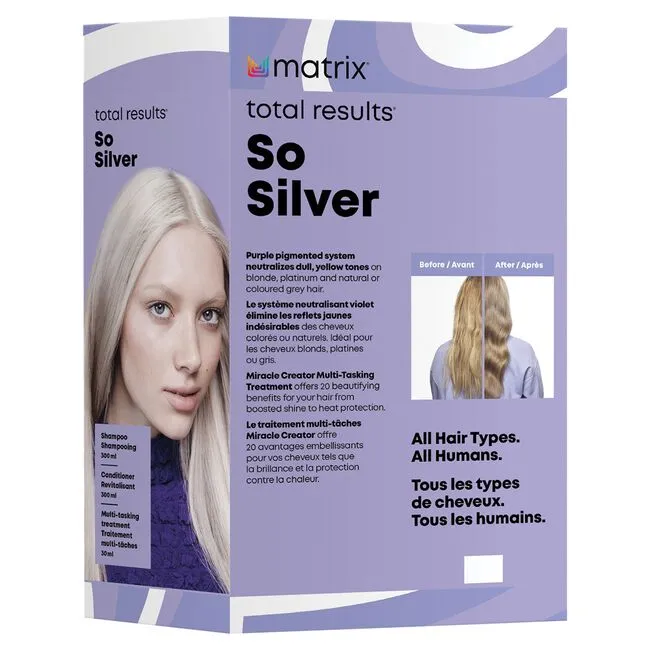 total results®
So
Silver
Shampoo
Shampooing
300 ml
Conditioner
Revitalisant
300 ml
Multi-tasking
treatment
Traitement
multi-tâches
30 ml
matrix®
total results®
So
Silver
Purple pigmented system
neutralizes dull, yellow tones on
blonde, platinum and natural or
coloured grey hair.
Le système neutralisant violet
élimine les reflets jaunes
indésirables des cheveux
colorés ou naturels. Idéal pour
les cheveux blonds, platines
ou gris.
Miracle Creator Multi-Tasking
Treatment offers 20 beautifying
benefits for your hair from
boosted shine to heat protection.
Le traitement multi-tâches
Miracle Creator offre
20 avantages embellissants
pour vos cheveux tels que
la brillance et la protection
contre la chaleur.
Before / Avant
After / Après
All Hair Types.
All Humans.
Tous les types
de cheveux.
Tous les humains.